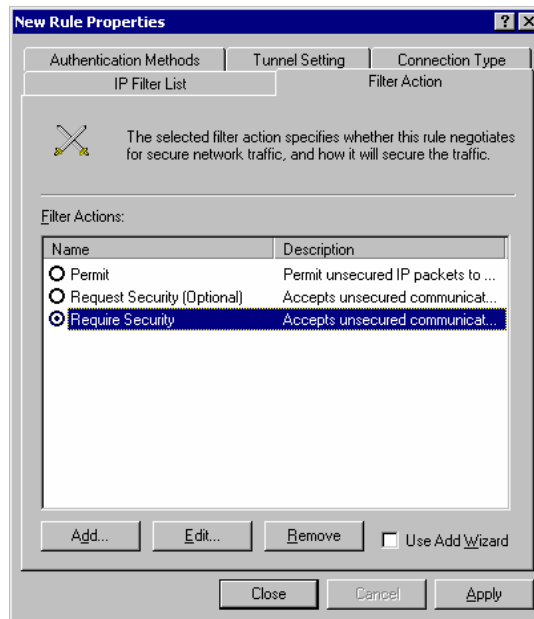 New Rule Properties
Authentication Methods Tunnel Setting Connection Type
IP Filter List Filter Action
The selected filter action specifies whether this rule negotiates
for secure network traffic, and how it will secure the traffic.
Filter Actions:
Name Description
Permit Permit unsecured IP packets to ...
Request Security (Optional) Accepts unsecured communicat...
Require Security Accepts unsecured communicat...
Add... Edit... Remove Use Add Wizard
Close Cancel Apply